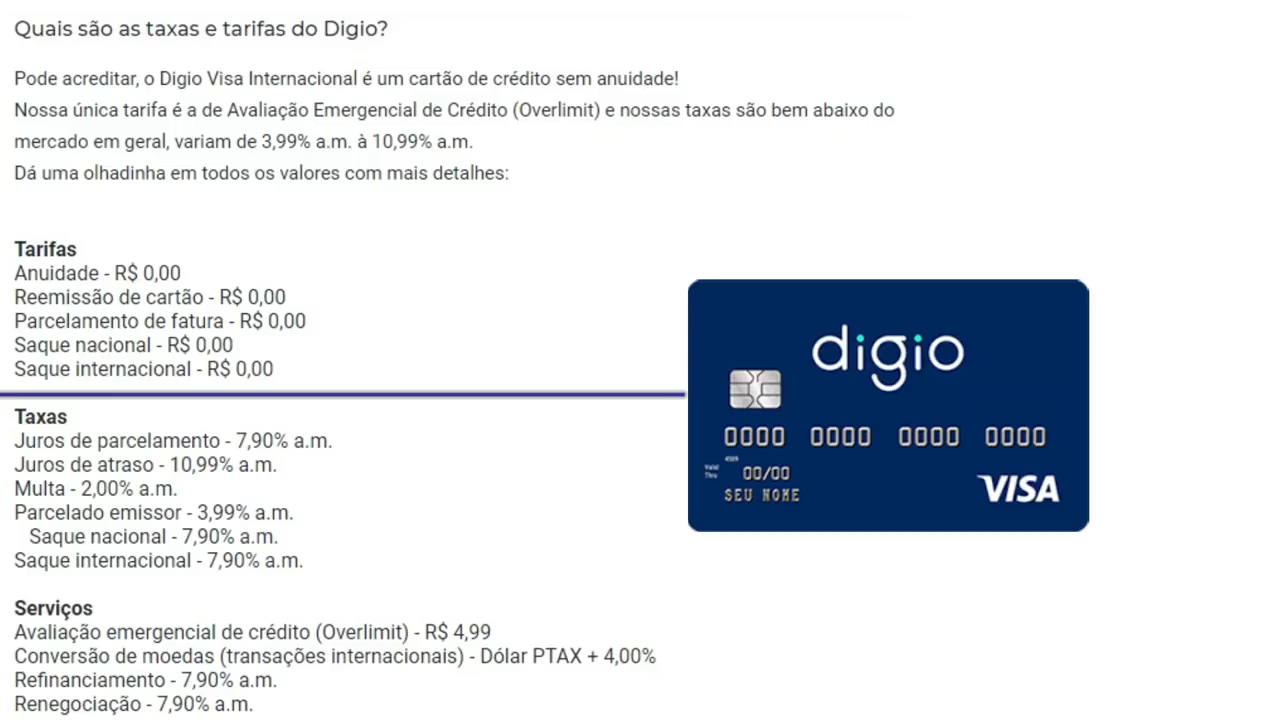 Quais são as taxas e tarifas do Digio?
Pode acreditar, o Digio Visa Internacional é um cartão de crédito sem anuidade!
Nossa única tarifa é a de Avaliação Emergencial de Crédito (Overlimit) e nossas taxas são bem abaixo do
mercado em geral, variam de 3,99% a.m. à 10,99% a.m.
Dá uma olhadinha em todos os valores com mais detalhes:
Tarifas
Anuidade - R$ 0,00
Reemissão de cartão - R$ 0,00
Parcelamento de fatura - R$ 0,00
Saque nacional - R$ 0,00
Saque internacional - R$ 0,00
Taxas
Juros de parcelamento - 7,90% a.m.
Juros de atraso - 10,99% a.m.
Multa - 2,00% a.m.
Parcelado emissor - 3,99% a.m.
Saque nacional - 7,90% a.m.
Saque internacional - 7,90% a.m.
Serviços
Avaliação emergencial de crédito (Overlimit) - R$ 4,99
Conversão de moedas (transações internacionais) - Dólar PTAX + 4,00%
Refinanciamento - 7,90% a.m.
Renegociação - 7,90% a.m.
digio
0000 0000 0000 0000
Valid
Thru
00/00
SEU NOME
VISA